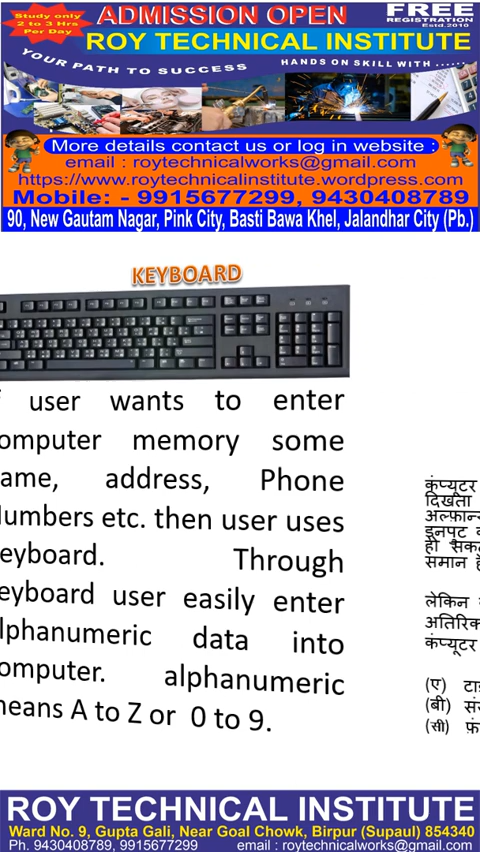 Study only
2 to 3 Hrs
Per Day
ADMISSION OPEN
FREE
REGISTRATION
Estd.2010
ROY TECHNICAL INSTITUTE
YOUR PATH TO SUCCESS
HANDS ON SKILL WITH ......
More details contact us or log in website :
email : roytechnicalworks@gmail.com
https://www.roytechnicalinstitute.wordpress.com
Mobile: - 9915677299, 9430408789
90, New Gautam Nagar, Pink City, Basti Bawa Khel, Jalandhar City (Pb.)
KEYBOARD
f user wants to enter
omputer memory some
ame, address, Phone
Numbers etc. then user uses
eyboard. Through
eyboard user easily enter
lphanumeric data into
omputer. alphanumeric
neans A to Z or 0 to 9.
कंप्यूटर
दिखता
अल्फ़ान्
इनपुट
ही सक
समान
लेकिन
अतिरिक
कंप्यूटर
(ए) टा
(बी) सं
(सी) फ़
ROY TECHNICAL INSTITUTE
Ward No. 9, Gupta Gali, Near Goal Chowk, Birpur (Supaul) 854340
Ph. 9430408789, 9915677299 email : roytechnicalworks@gmail.com